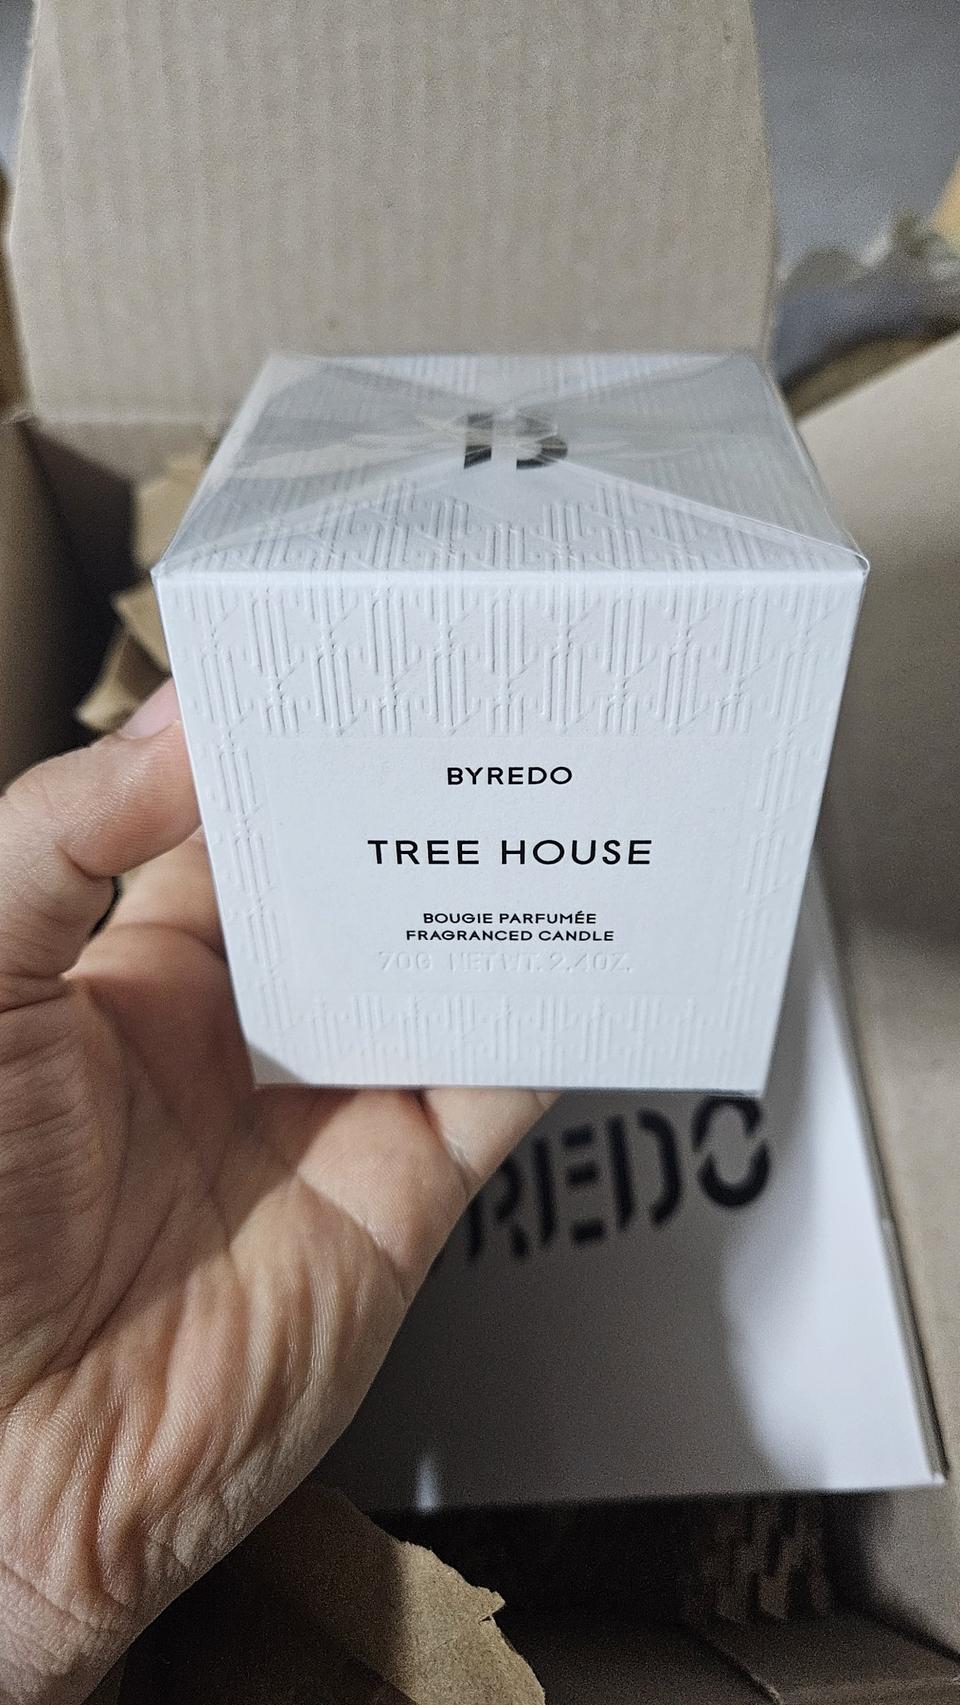 B
BYREDO
TREE HOUSE
BOUGIE PARFUMÉE
FRAGRANCED CANDLE
70G NET WT. 2.4OZ.
REDO